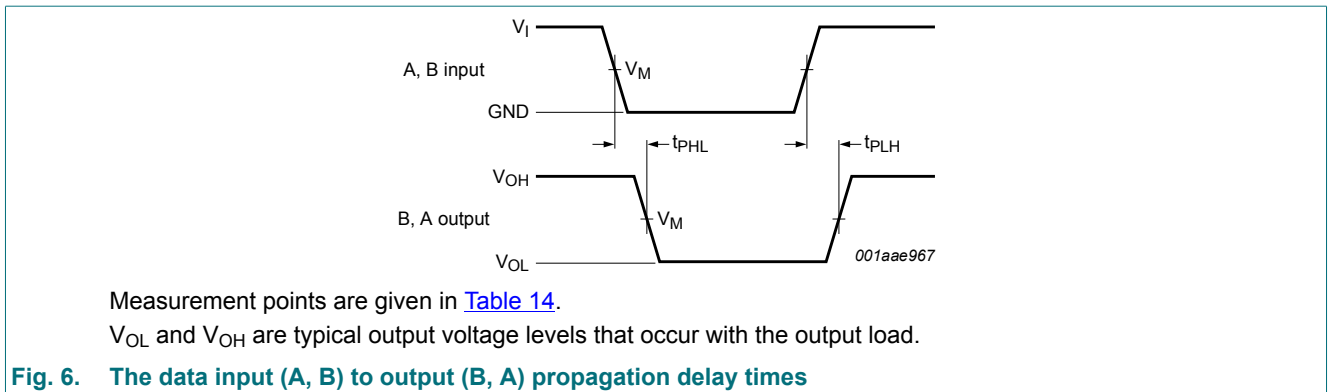 V_I
A, B input
V_M
GND
t_PHL
t_PLH
V_OH
B, A output
V_M
V_OL
001aae967
Measurement points are given in Table 14.
V_OL and V_OH are typical output voltage levels that occur with the output load.
Fig. 6. The data input (A, B) to output (B, A) propagation delay times